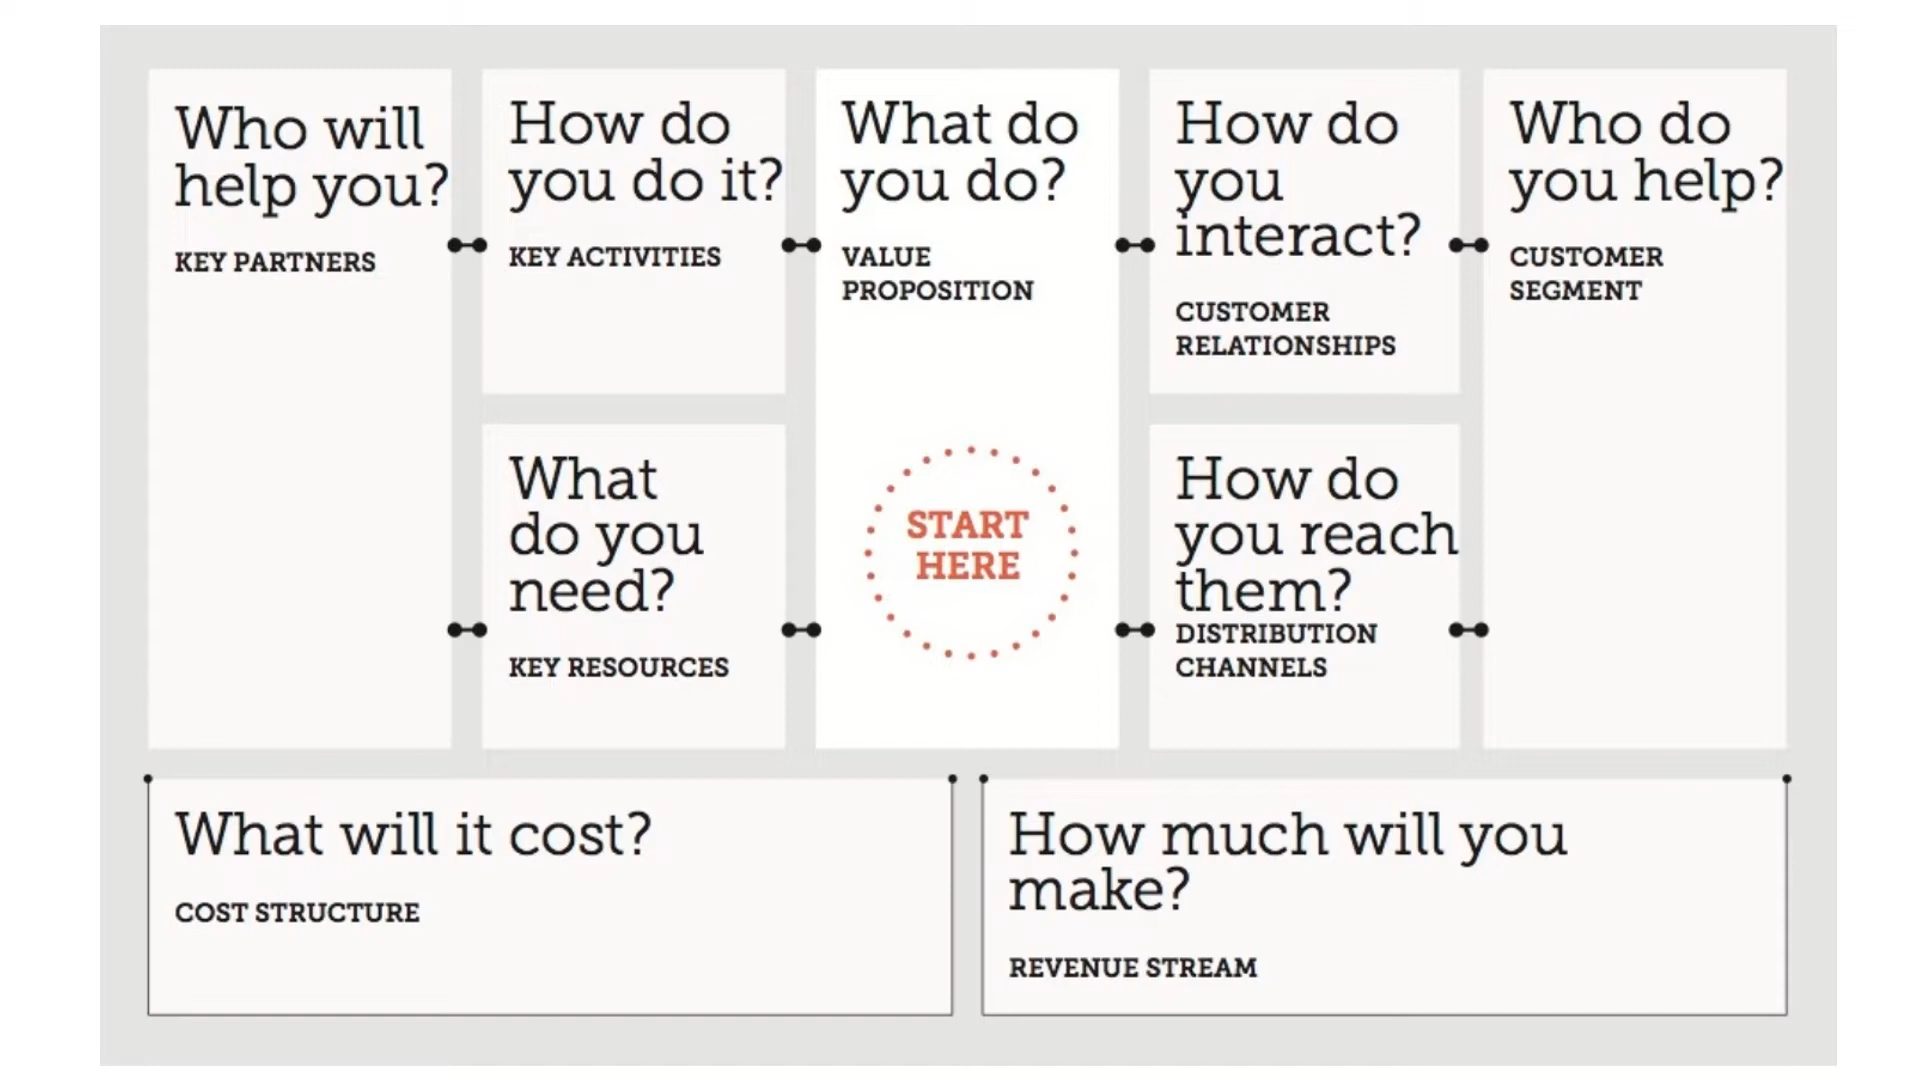 Who will
help you?
KEY PARTNERS
How do
you do it?
KEY ACTIVITIES
What
do you
need?
KEY RESOURCES
What do
you do?
VALUE
PROPOSITION
START
HERE
How do
you
interact?
CUSTOMER
RELATIONSHIPS
How do
you reach
them?
DISTRIBUTION
CHANNELS
Who do
you help?
CUSTOMER
SEGMENT
What will it cost?
COST STRUCTURE
How much will you
make?
REVENUE STREAM